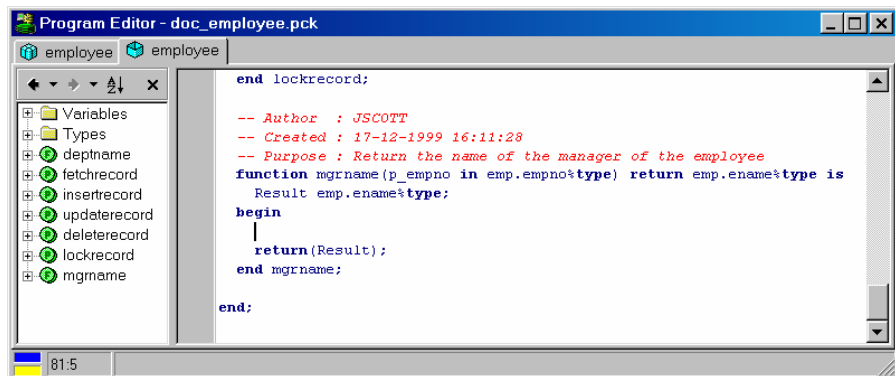 Program Editor - doc_employee.pck
employee employee
Variables
Types
deptname
fetchrecord
insertrecord
updaterecord
deleterecord
lockrecord
mgrname
end lockrecord;
-- Author : JSCOTT
-- Created : 17-12-1999 16:11:28
-- Purpose : Return the name of the manager of the employee
function mgrname(p_empno in emp.empno%type) return emp.ename%type is
Result emp.ename%type;
begin
return(Result);
end mgrname;
end;
81:5